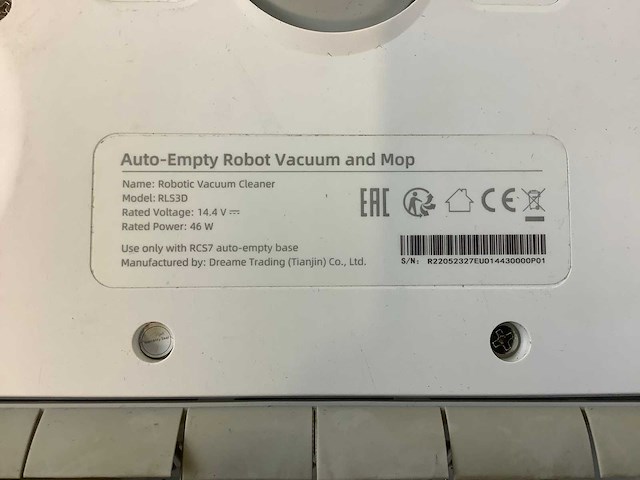 Auto-Empty Robot Vacuum and Mop
Name: Robotic Vacuum Cleaner
Model: RLS3D
Rated Voltage: 14.4 V ⎓
Rated Power: 46 W
Use only with RCS7 auto-empty base
Manufactured by: Dreame Trading (Tianjin) Co., Ltd.
EAC CE
S/N: R22052327EU014430000P01